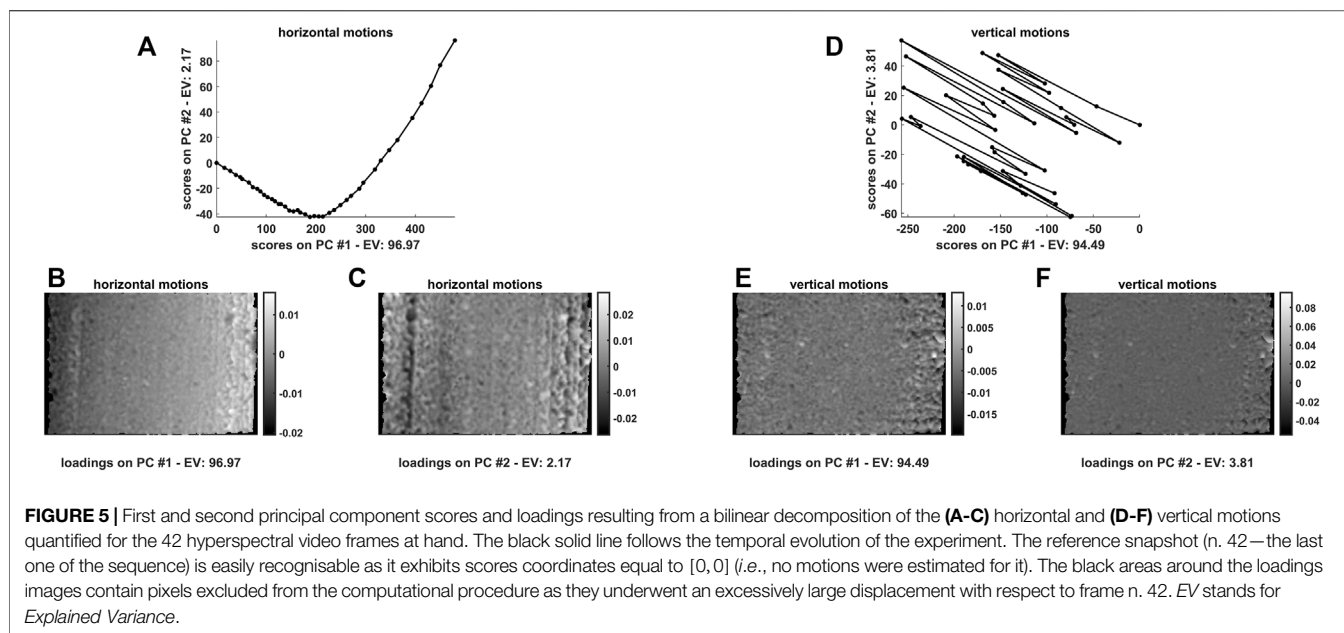 A
horizontal motions
scores on PC #2 - EV: 2.17
80
60
40
20
0
-20
-40
0 100 200 300 400
scores on PC #1 - EV: 96.97
D
vertical motions
scores on PC #2 - EV: 3.81
40
20
0
-20
-40
-60
-250 -200 -150 -100 -50 0
scores on PC #1 - EV: 94.49
B
horizontal motions
0.01
0
-0.01
-0.02
loadings on PC #1 - EV: 96.97
C
horizontal motions
0.02
0.01
0
-0.01
-0.02
loadings on PC #2 - EV: 2.17
E
vertical motions
0.01
0.005
0
-0.005
-0.01
-0.015
loadings on PC #1 - EV: 94.49
F
vertical motions
0.08
0.06
0.04
0.02
0
-0.02
-0.04
loadings on PC #2 - EV: 3.81
FIGURE 5 | First and second principal component scores and loadings resulting from a bilinear decomposition of the (A-C) horizontal and (D-F) vertical motions
quantified for the 42 hyperspectral video frames at hand. The black solid line follows the temporal evolution of the experiment. The reference snapshot (n. 42—the last
one of the sequence) is easily recognisable as it exhibits scores coordinates equal to [0, 0] (i.e., no motions were estimated for it). The black areas around the loadings
images contain pixels excluded from the computational procedure as they underwent an excessively large displacement with respect to frame n. 42. EV stands for
Explained Variance.